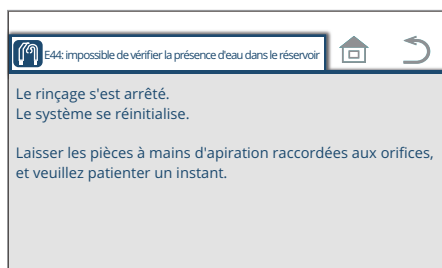 E44: impossible de vérifier la présence d'eau dans le réservoir
Le rinçage s'est arrêté.
Le système se réinitialise.
Laisser les pièces à mains d'apiration raccordées aux orifices,
et veuillez patienter un instant.